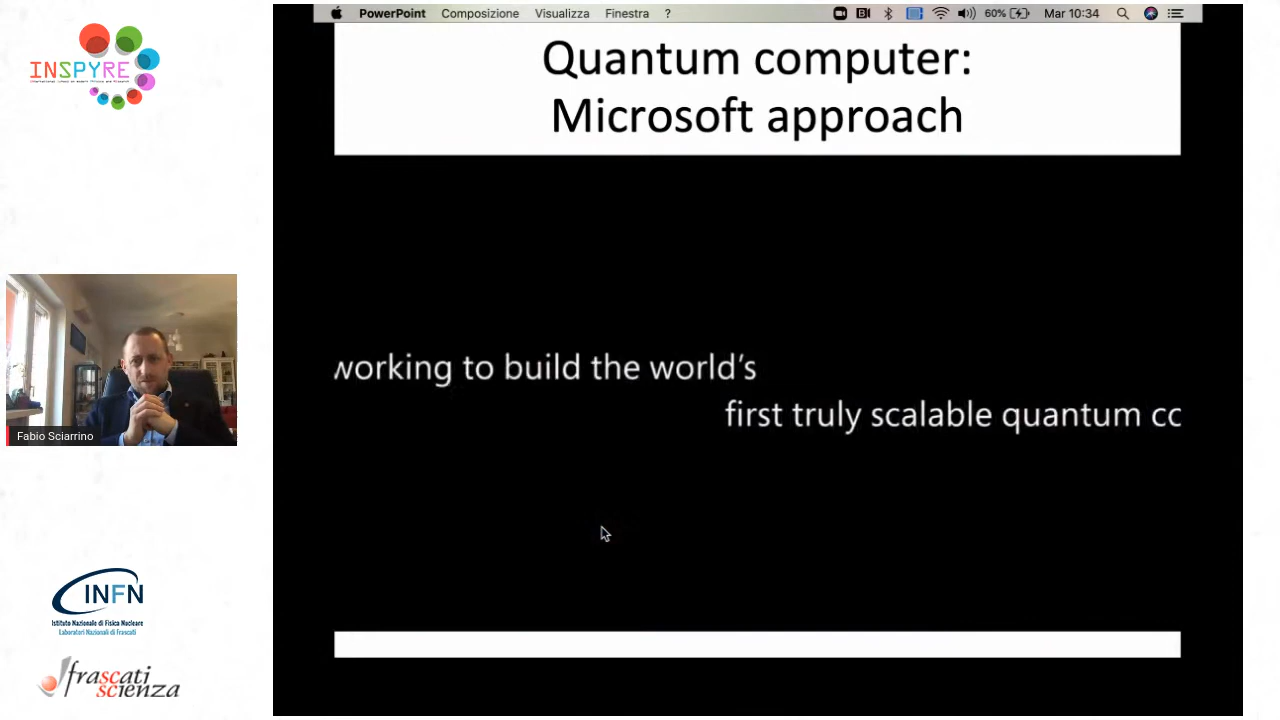 PowerPoint Composizione Visualizza Finestra ? 60% Mar 10:34
INSPYRE
Quantum computer:
Microsoft approach
working to build the world's
first truly scalable quantum cc
Fabio Sciarrino
INFN
Istituto Nazionale di Fisica Nucleare
Laboratori Nazionali di Frascati
frascati
scienza